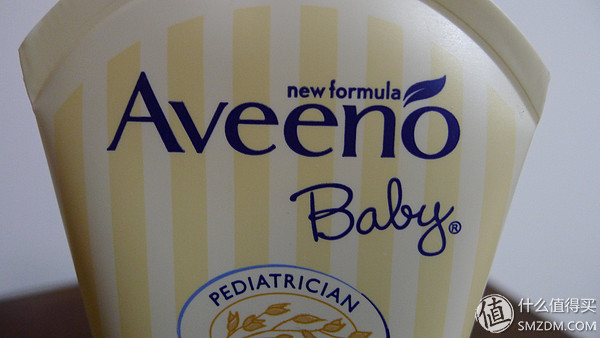 new formula
Aveeno
Baby®
PEDIATRICIAN
值 什么值得买
SMZDM.COM